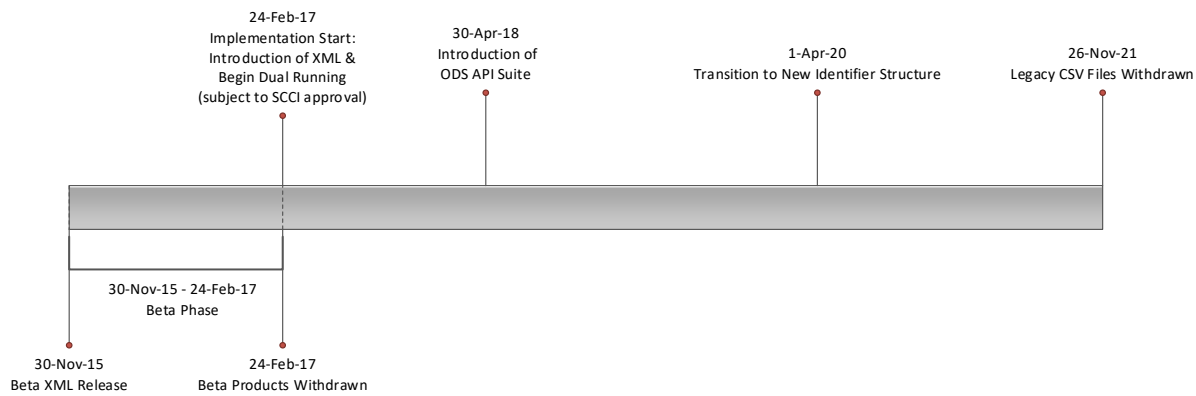 24-Feb-17
Implementation Start:
Introduction of XML &
Begin Dual Running
(subject to SCCI approval)
30-Apr-18
Introduction of
ODS API Suite
1-Apr-20
Transition to New Identifier Structure
26-Nov-21
Legacy CSV Files Withdrawn
30-Nov-15 - 24-Feb-17
Beta Phase
30-Nov-15
Beta XML Release
24-Feb-17
Beta Products Withdrawn